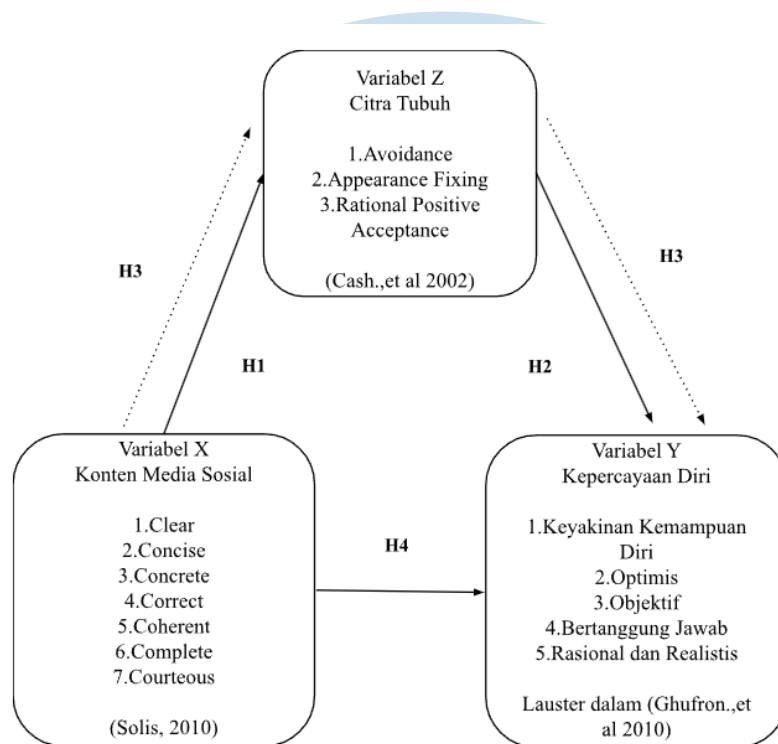 Variabel Z
Citra Tubuh
1.Avoidance
2.Appearance Fixing
3.Rational Positive
Acceptance
(Cash.,et al 2002)
H3
H3
H1
H2
Variabel X
Konten Media Sosial
1.Clear
2.Concise
3.Concrete
4.Correct
5.Coherent
6.Complete
7.Courteous
(Solis, 2010)
H4
Variabel Y
Kepercayaan Diri
1.Keyakinan Kemampuan
Diri
2.Optimis
3.Objektif
4.Bertanggung Jawab
5.Rasional dan Realistis
Lauster dalam (Ghufron.,et
al 2010)